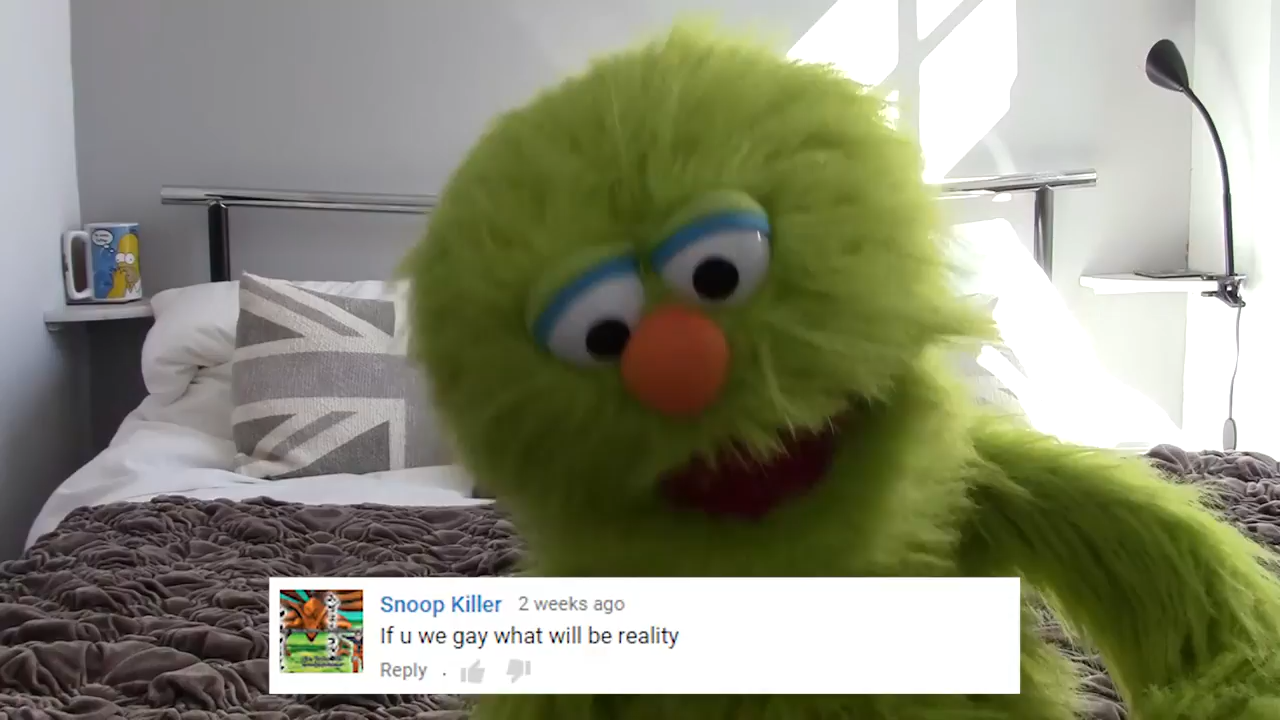 Snoop Killer 2 weeks ago
If u we gay what will be reality
Reply .